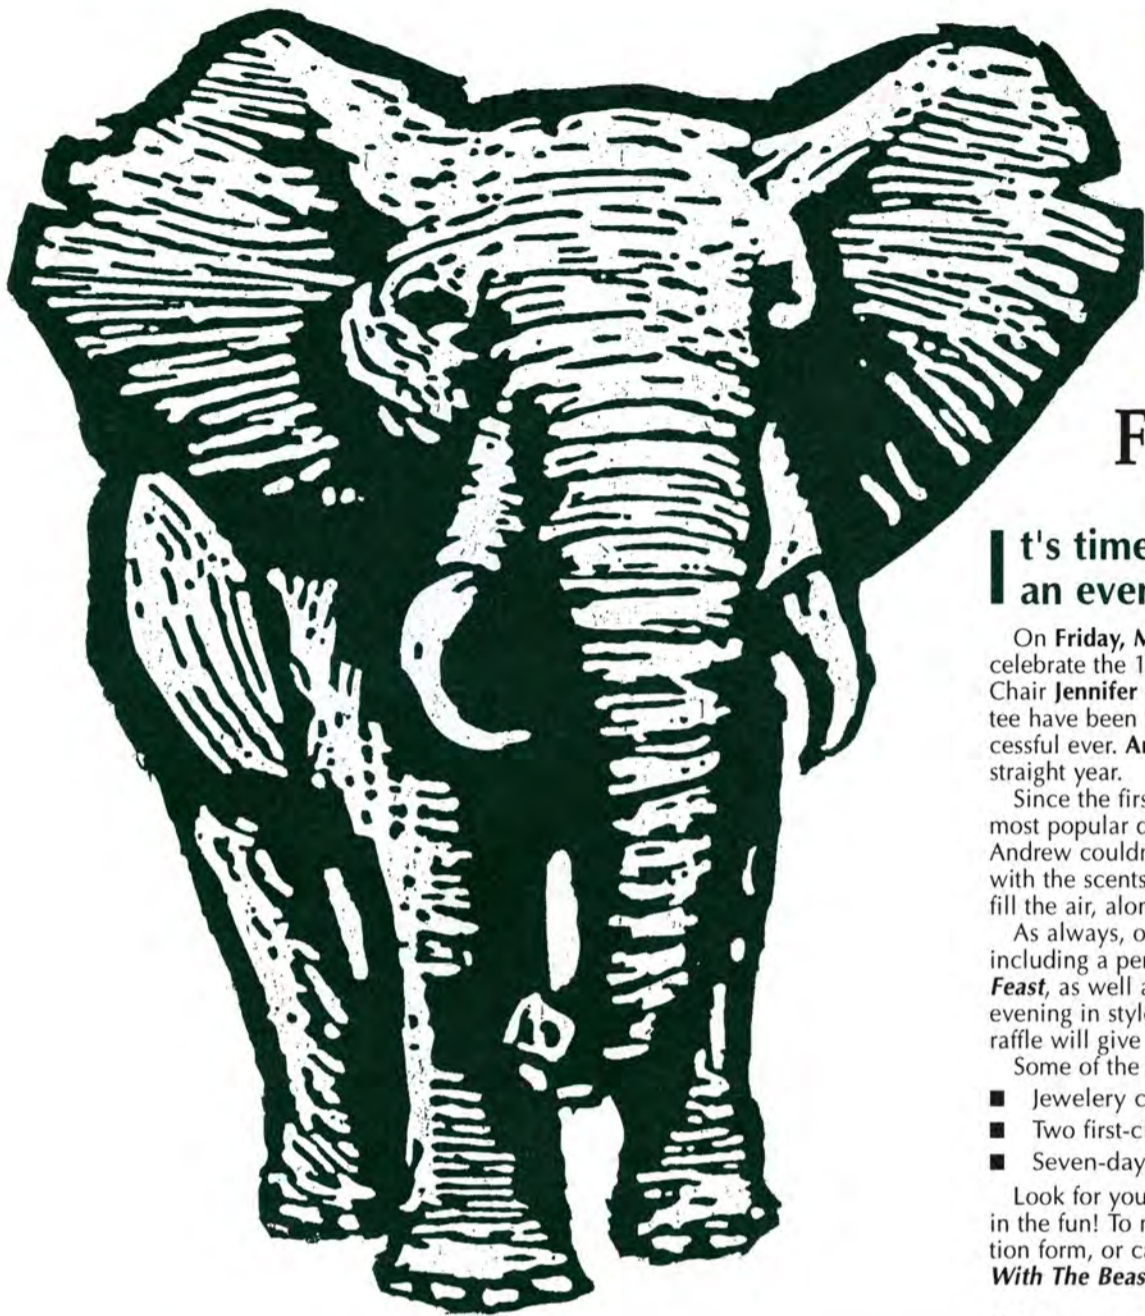 F
It's time
an even
On Friday, M
celebrate the 1
Chair Jennifer
tee have been
cessful ever. Ar
straight year.
Since the firs
most popular c
Andrew couldn
with the scents
fill the air, alon
As always, o
including a per
Feast, as well a
evening in style
raffle will give
Some of the
■ Jewelery c
■ Two first-c
■ Seven-day
Look for you
in the fun! To r
tion form, or ca
With The Beas